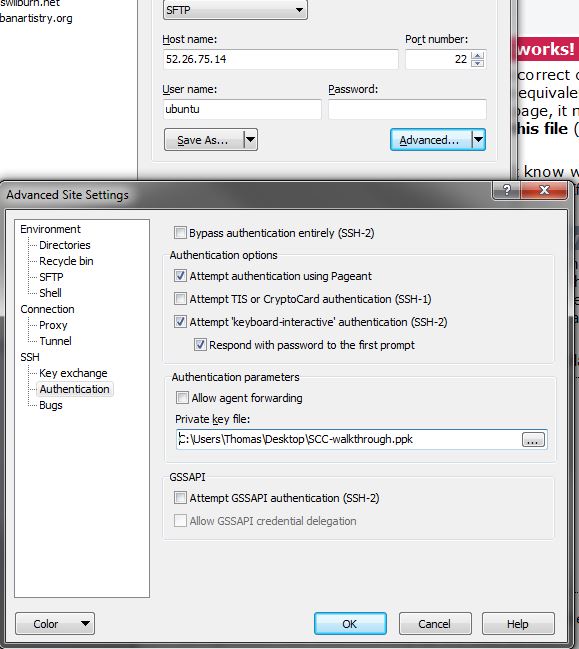 swilburn.net
banartistry.org
SFTP
Host name:
Port number:
52.26.75.14
22
User name:
Password:
ubuntu
Save As...
Advanced...
works!
correct
equivale
page, it n
his file (
know w
Advanced Site Settings
?
Environment
Directories
Recycle bin
SFTP
Shell
Connection
Proxy
Tunnel
SSH
Key exchange
Authentication
Bugs
Bypass authentication entirely (SSH-2)
Authentication options
Attempt authentication using Pageant
Attempt TIS or CryptoCard authentication (SSH-1)
Attempt 'keyboard-interactive' authentication (SSH-2)
Respond with password to the first prompt
Authentication parameters
Allow agent forwarding
Private key file:
C:\Users\Thomas\Desktop\SCC-walkthrough.ppk
...
GSSAPI
Attempt GSSAPI authentication (SSH-2)
Allow GSSAPI credential delegation
Color
OK
Cancel
Help